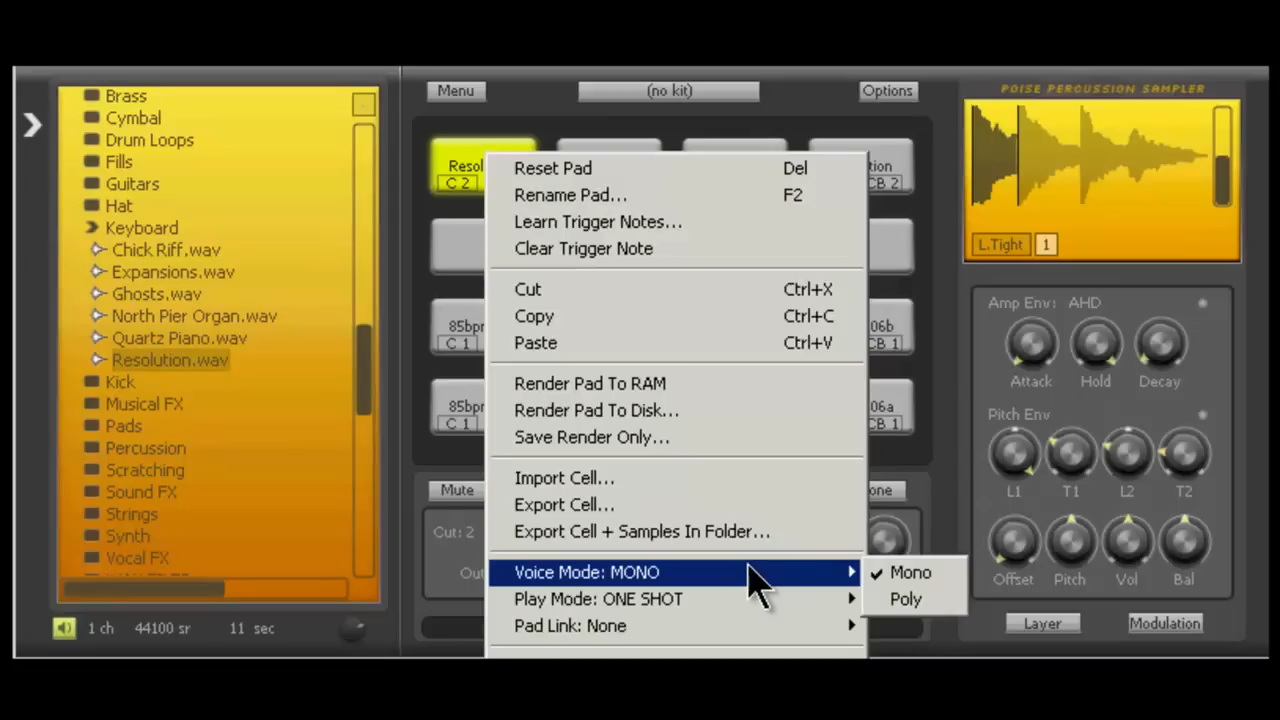 Brass
Cymbal
Drum Loops
Fills
Guitars
Hat
Keyboard
Chick Riff.wav
Expansions.wav
Ghosts.wav
North Pier Organ.wav
Quartz Piano.wav
Resolution.wav
Kick
Musical FX
Pads
Percussion
Scratching
Sound FX
Strings
Synth
Vocal FX
1 ch 44100 sr 11 sec
Menu
(no kit)
Options
Resol
C 2
tion
CB 2
85bpr
C 1
06b
CB 1
85bpr
C 1
06a
CB 1
Mute
one
Cut: 2
Out
Reset Pad Del
Rename Pad... F2
Learn Trigger Notes...
Clear Trigger Note
Cut Ctrl+X
Copy Ctrl+C
Paste Ctrl+V
Render Pad To RAM
Render Pad To Disk...
Save Render Only...
Import Cell...
Export Cell...
Export Cell + Samples In Folder...
Voice Mode: MONO
Play Mode: ONE SHOT
Pad Link: None
Mono
Poly
POISE PERCUSSION SAMPLER
L.Tight 1
Amp Env: AHD
Attack Hold Decay
Pitch Env
L1 T1 L2 T2
Offset Pitch Vol Bal
Layer Modulation